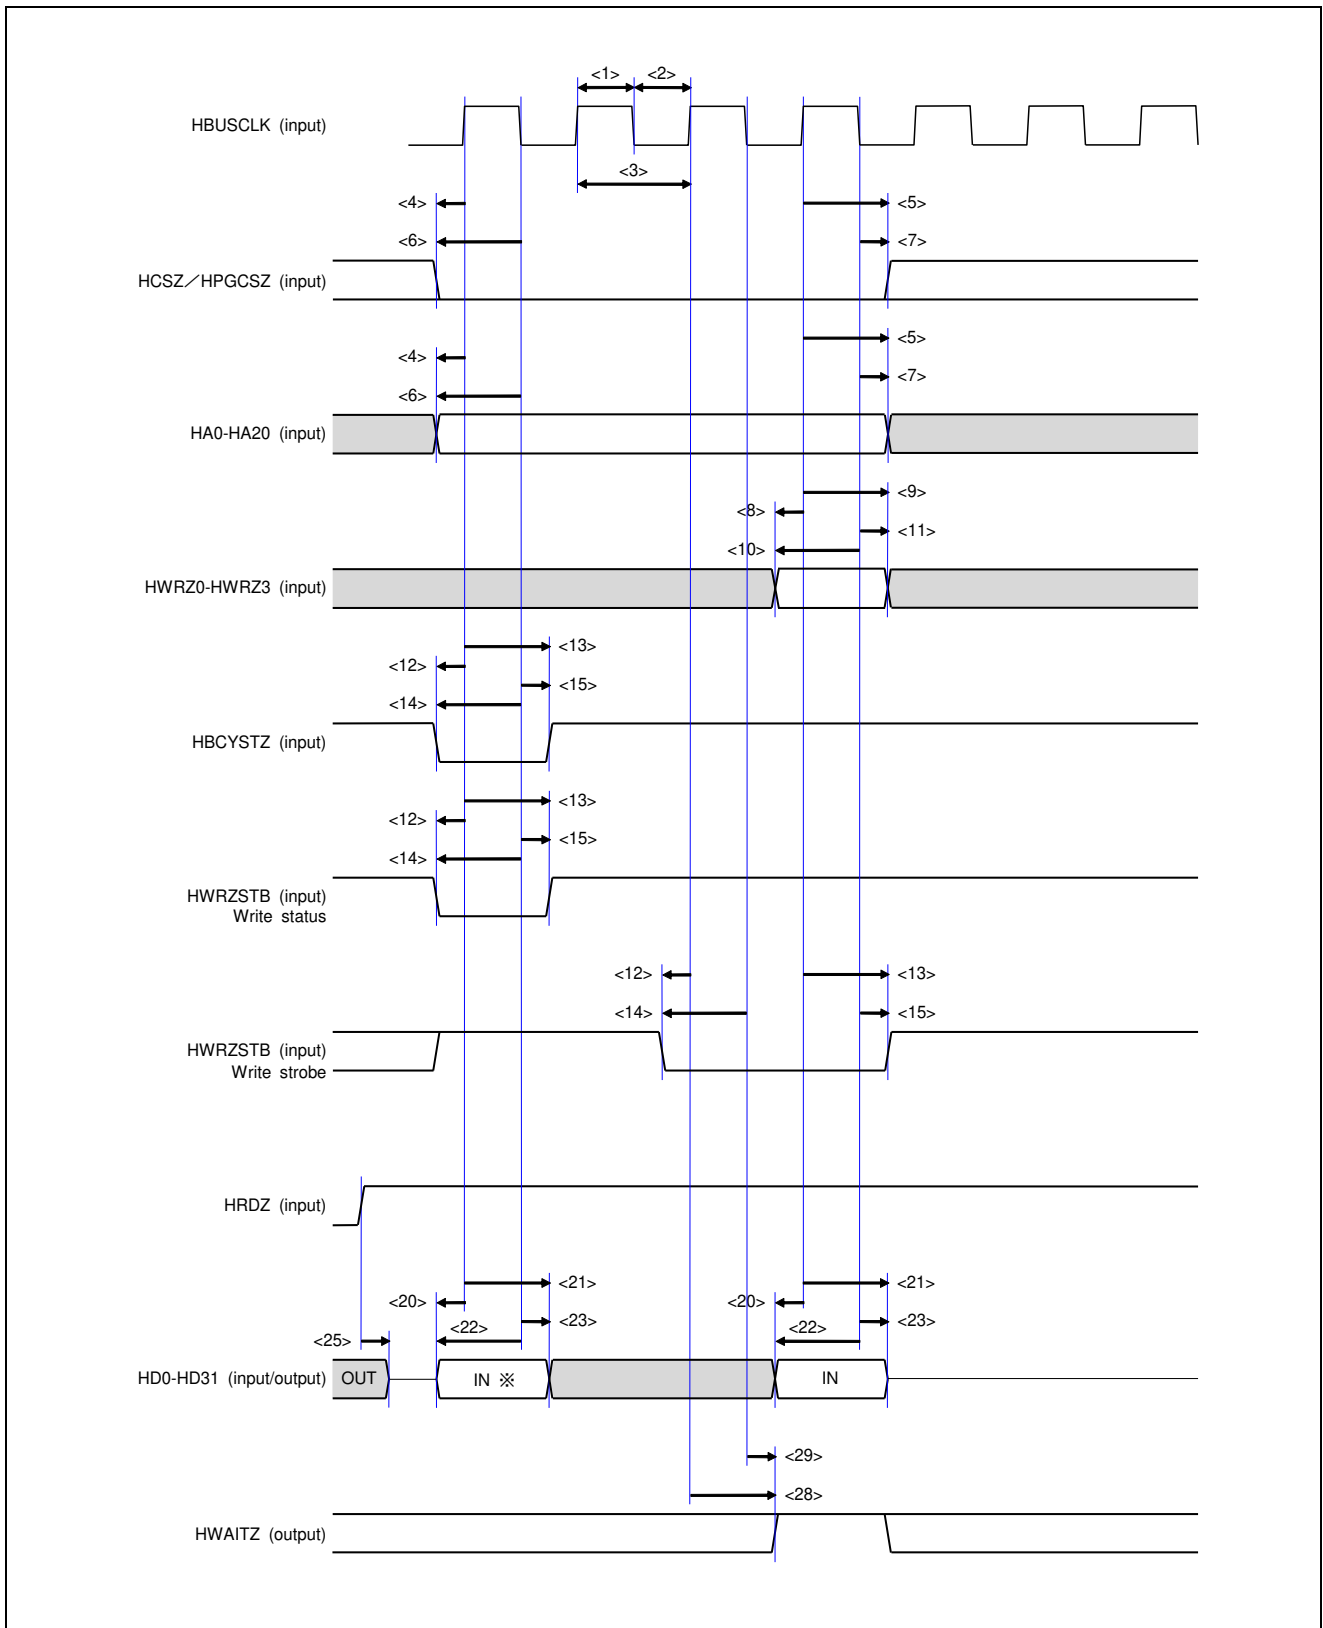 <1> <2>
HBUSCLK (input)
<3>
<4> <5>
<6> <7>
HCSZ／HPGCSZ (input)
<5>
<4>
<7>
<6>
HA0-HA20 (input)
<9>
<8>
<11>
<10>
HWRZ0-HWRZ3 (input)
<13>
<12>
<15>
<14>
HBCYSTZ (input)
<13>
<12>
<15>
<14>
HWRZSTB (input)
Write status
<12> <13>
<14> <15>
HWRZSTB (input)
Write strobe
HRDZ (input)
<21> <21>
<20> <20>
<23> <23>
<25> <22> <22>
HD0-HD31 (input/output) OUT IN ※ IN
<29>
<28>
HWAITZ (output)